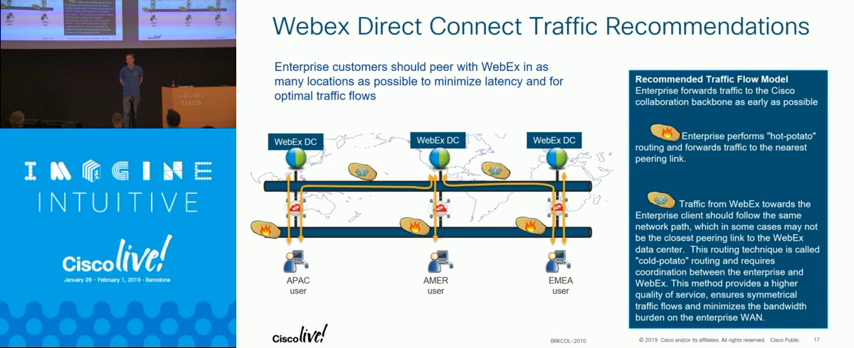 Webex Direct Connect Traffic Recommendations
Enterprise customers should peer with WebEx in as
many locations as possible to minimize latency and for
optimal traffic flows
WebEx DC
WebEx DC
WebEx DC
APAC
user
AMER
user
EMEA
user
Recommended Traffic Flow Model
Enterprise forwards traffic to the Cisco
collaboration backbone as early as possible
Enterprise performs "hot-potato"
routing and forwards traffic to the nearest
peering link.
Traffic from WebEx towards the
Enterprise client should follow the same
network path, which in some cases may not
be the closest peering link to the WebEx
data center. This routing technique is called
"cold-potato" routing and requires
coordination between the enterprise and
WebEx. This method provides a higher
quality of service, ensures symmetrical
traffic flows and minimizes the bandwidth
burden on the enterprise WAN.
IMAGINE
INTUITIVE
Cisco live!
January 28 - February 1, 2019 - Barcelona
Cisco live!
BRKCOL-2010
© 2019 Cisco and/or its affiliates. All rights reserved. Cisco Public
17
cisco